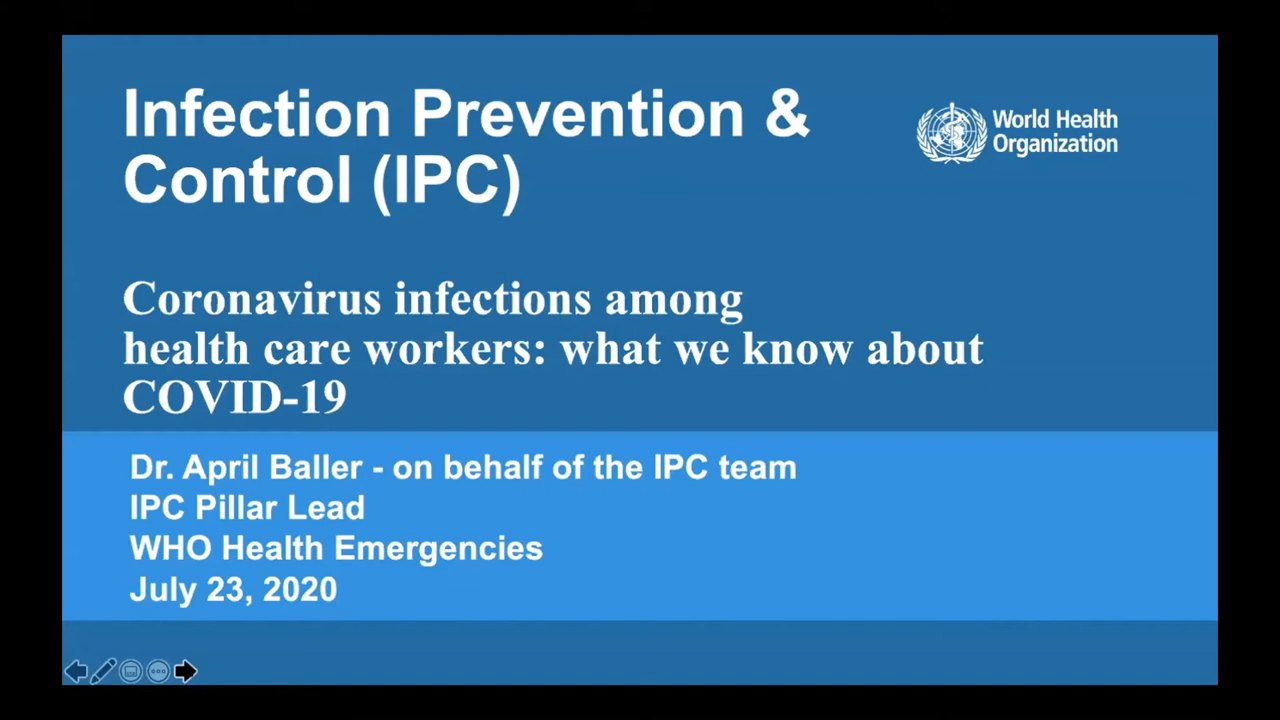 Infection Prevention &
Control (IPC)
World Health
Organization
Coronavirus infections among
health care workers: what we know about
COVID-19
Dr. April Baller - on behalf of the IPC team
IPC Pillar Lead
WHO Health Emergencies
July 23, 2020